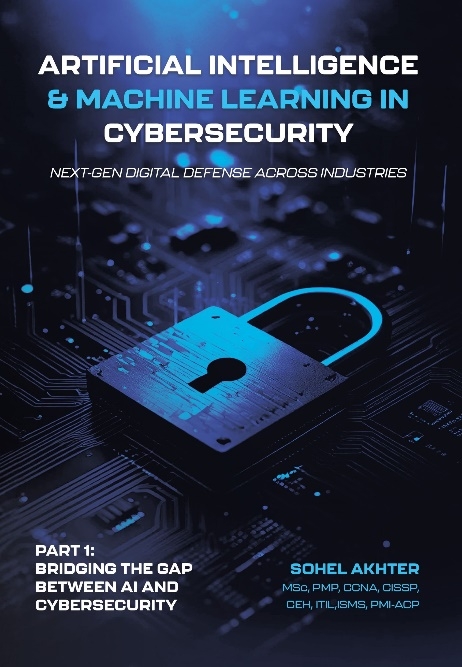 ARTIFICIAL INTELLIGENCE
& MACHINE LEARNING IN
CYBERSECURITY
NEXT-GEN DIGITAL DEFENSE ACROSS INDUSTRIES
PART 1:
BRIDGING THE GAP
BETWEEN AI AND
CYBERSECURITY
SOHEL AKHTER
MSc, PMP, CCNA, CISSP,
CEH, ITIL,ISMS, PMI-ACP